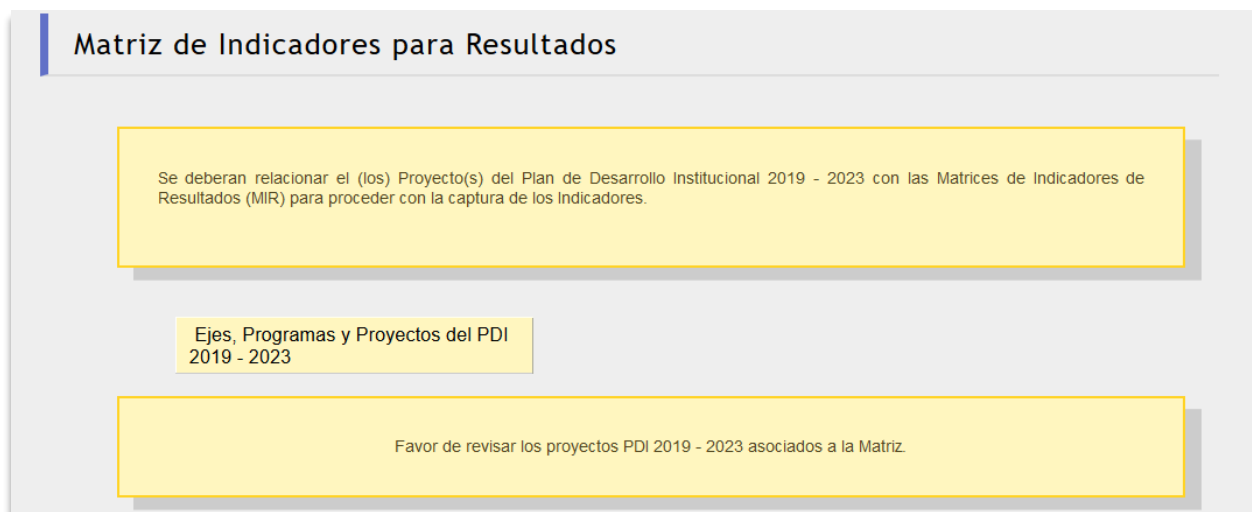 Matriz de Indicadores para Resultados
Se deberan relacionar el (los) Proyecto(s) del Plan de Desarrollo Institucional 2019 - 2023 con las Matrices de Indicadores de
Resultados (MIR) para proceder con la captura de los Indicadores.
Ejes, Programas y Proyectos del PDI
2019 - 2023
Favor de revisar los proyectos PDI 2019 - 2023 asociados a la Matriz.